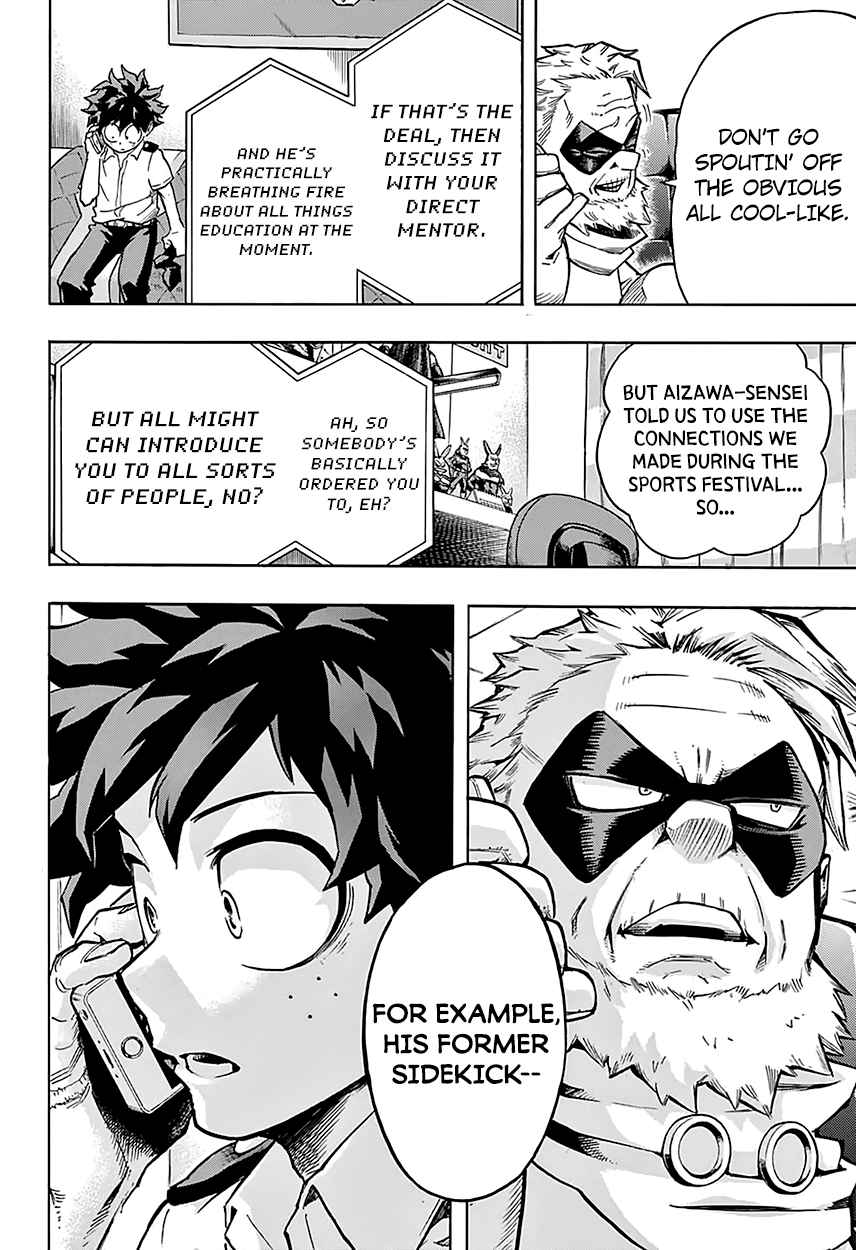 DON'T GO
SPOUTIN' OFF
THE OBVIOUS
ALL COOL-LIKE.
IF THAT'S THE
DEAL, THEN
DISCUSS IT
WITH YOUR
DIRECT
MENTOR.
AND HE'S
PRACTICALLY
BREATHING FIRE
ABOUT ALL THINGS
EDUCATION AT THE
MOMENT.
BUT AIZAWA-SENSEI
TOLD US TO USE THE
CONNECTIONS WE
MADE DURING THE
SPORTS FESTIVAL...
SO...
AH, SO
SOMEBODY'S
BASICALLY
ORDERED YOU
TO, EH?
BUT ALL MIGHT
CAN INTRODUCE
YOU TO ALL SORTS
OF PEOPLE, NO?
FOR EXAMPLE,
HIS FORMER
SIDEKICK--